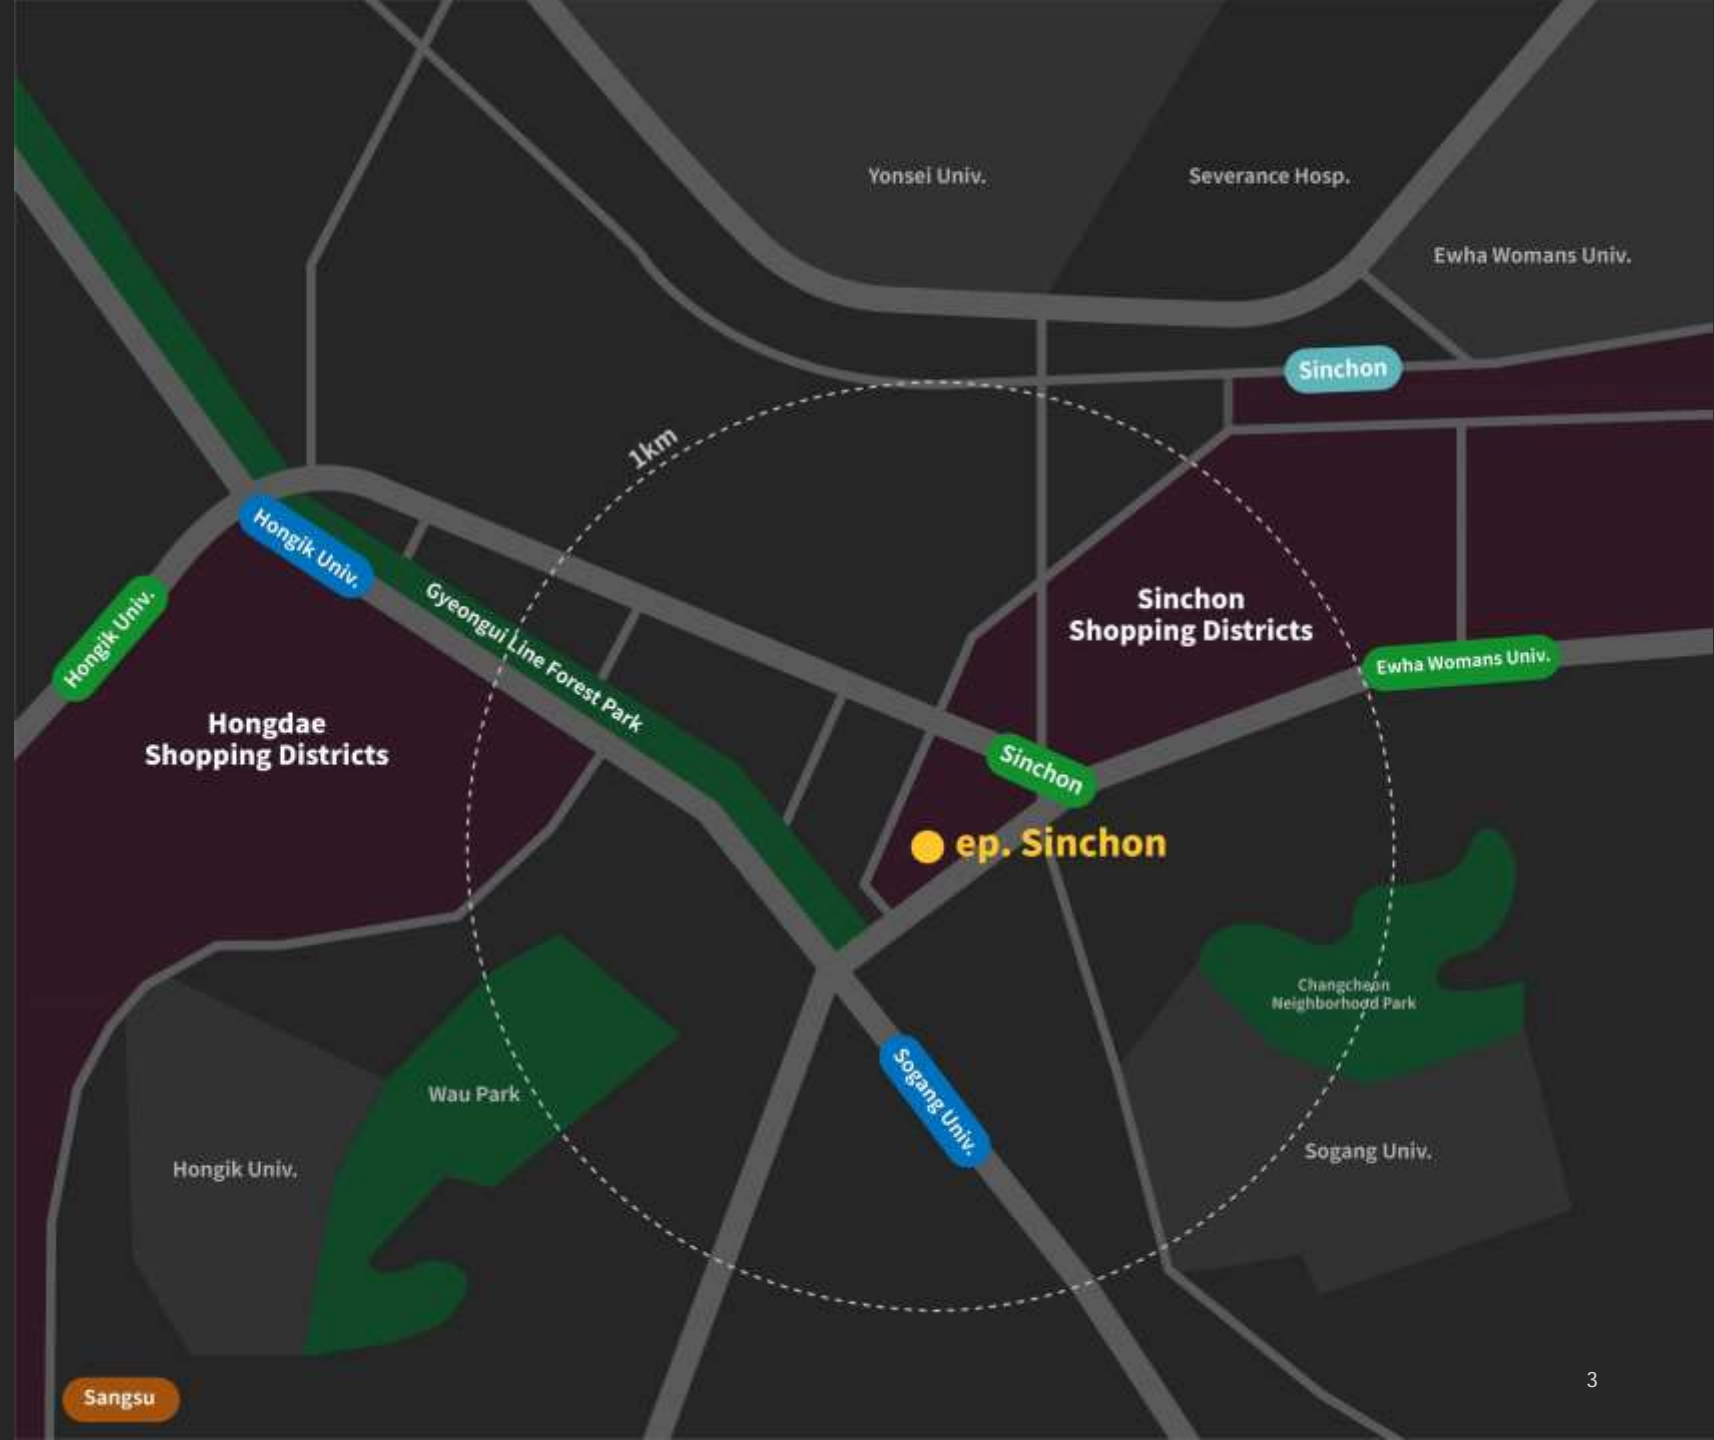 Yonsei Univ.
Severance Hosp.
Ewha Womans Univ.
Sinchon
1km
Hongik Univ.
Hongik Univ.
Gyeongui Line Forest Park
Sinchon
Shopping Districts
Ewha Womans Univ.
Hongdae
Shopping Districts
Sinchon
ep. Sinchon
Changcheon
Neighborhood Park
Sogang Univ.
Wau Park
Hongik Univ.
Sogang Univ.
Sangsu
3